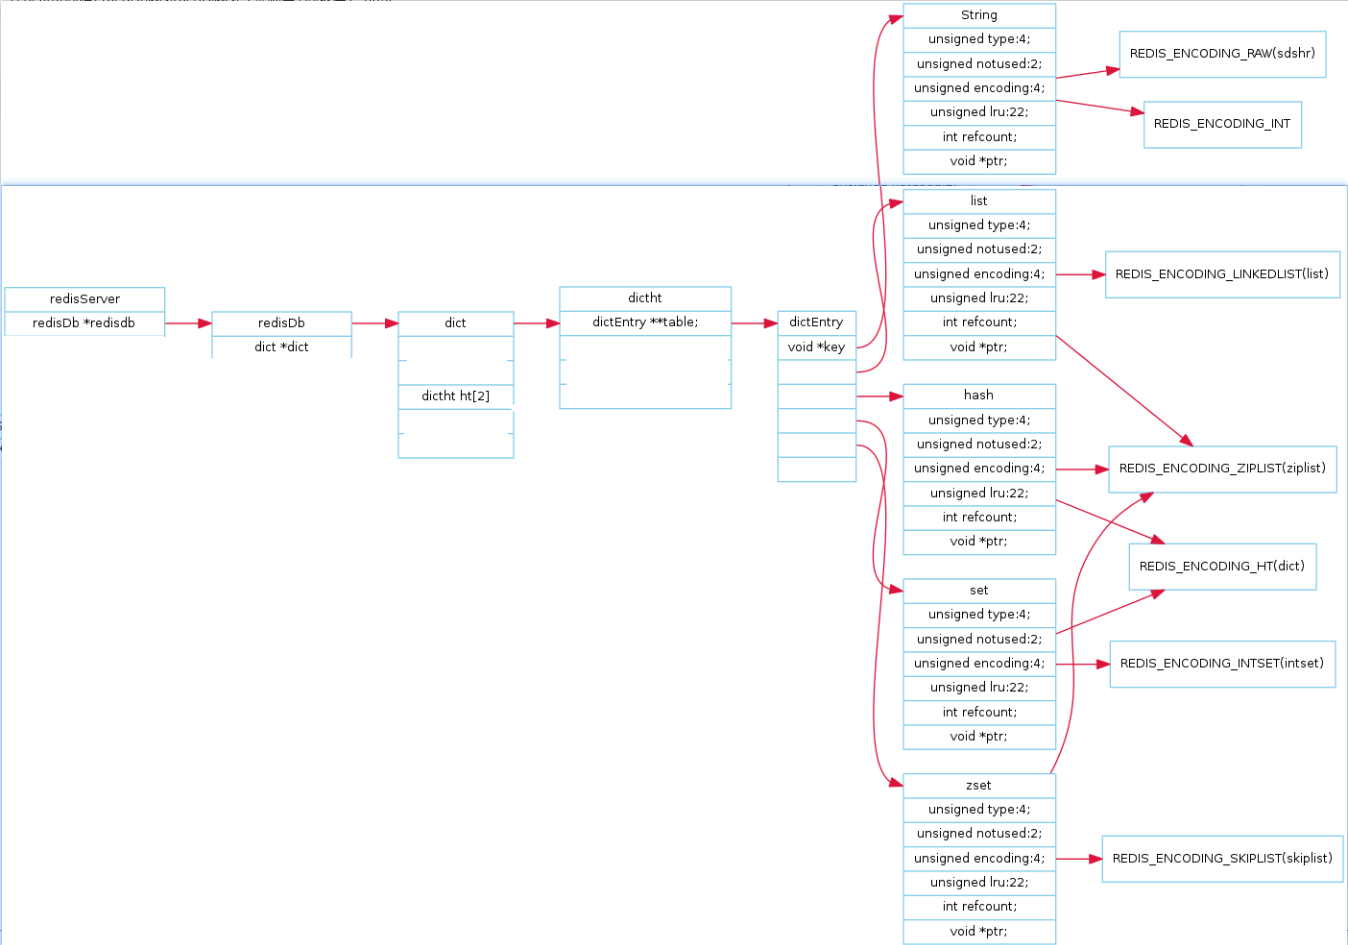 redisServer
redisDb *redisdb
redisDb
dict *dict
dict
dictht ht[2]
dictht
dictEntry **table;
dictEntry
void *key
String
unsigned type:4;
unsigned notused:2;
unsigned encoding:4;
unsigned lru:22;
int refcount;
void *ptr;
REDIS_ENCODING_RAW(sdshr)
REDIS_ENCODING_INT
list
unsigned type:4;
unsigned notused:2;
unsigned encoding:4;
unsigned lru:22;
int refcount;
void *ptr;
REDIS_ENCODING_LINKEDLIST(list)
hash
unsigned type:4;
unsigned notused:2;
unsigned encoding:4;
unsigned lru:22;
int refcount;
void *ptr;
REDIS_ENCODING_ZIPLIST(ziplist)
REDIS_ENCODING_HT(dict)
set
unsigned type:4;
unsigned notused:2;
unsigned encoding:4;
unsigned lru:22;
int refcount;
void *ptr;
REDIS_ENCODING_INTSET(intset)
zset
unsigned type:4;
unsigned notused:2;
unsigned encoding:4;
unsigned lru:22;
int refcount;
void *ptr;
REDIS_ENCODING_SKIPLIST(skiplist)